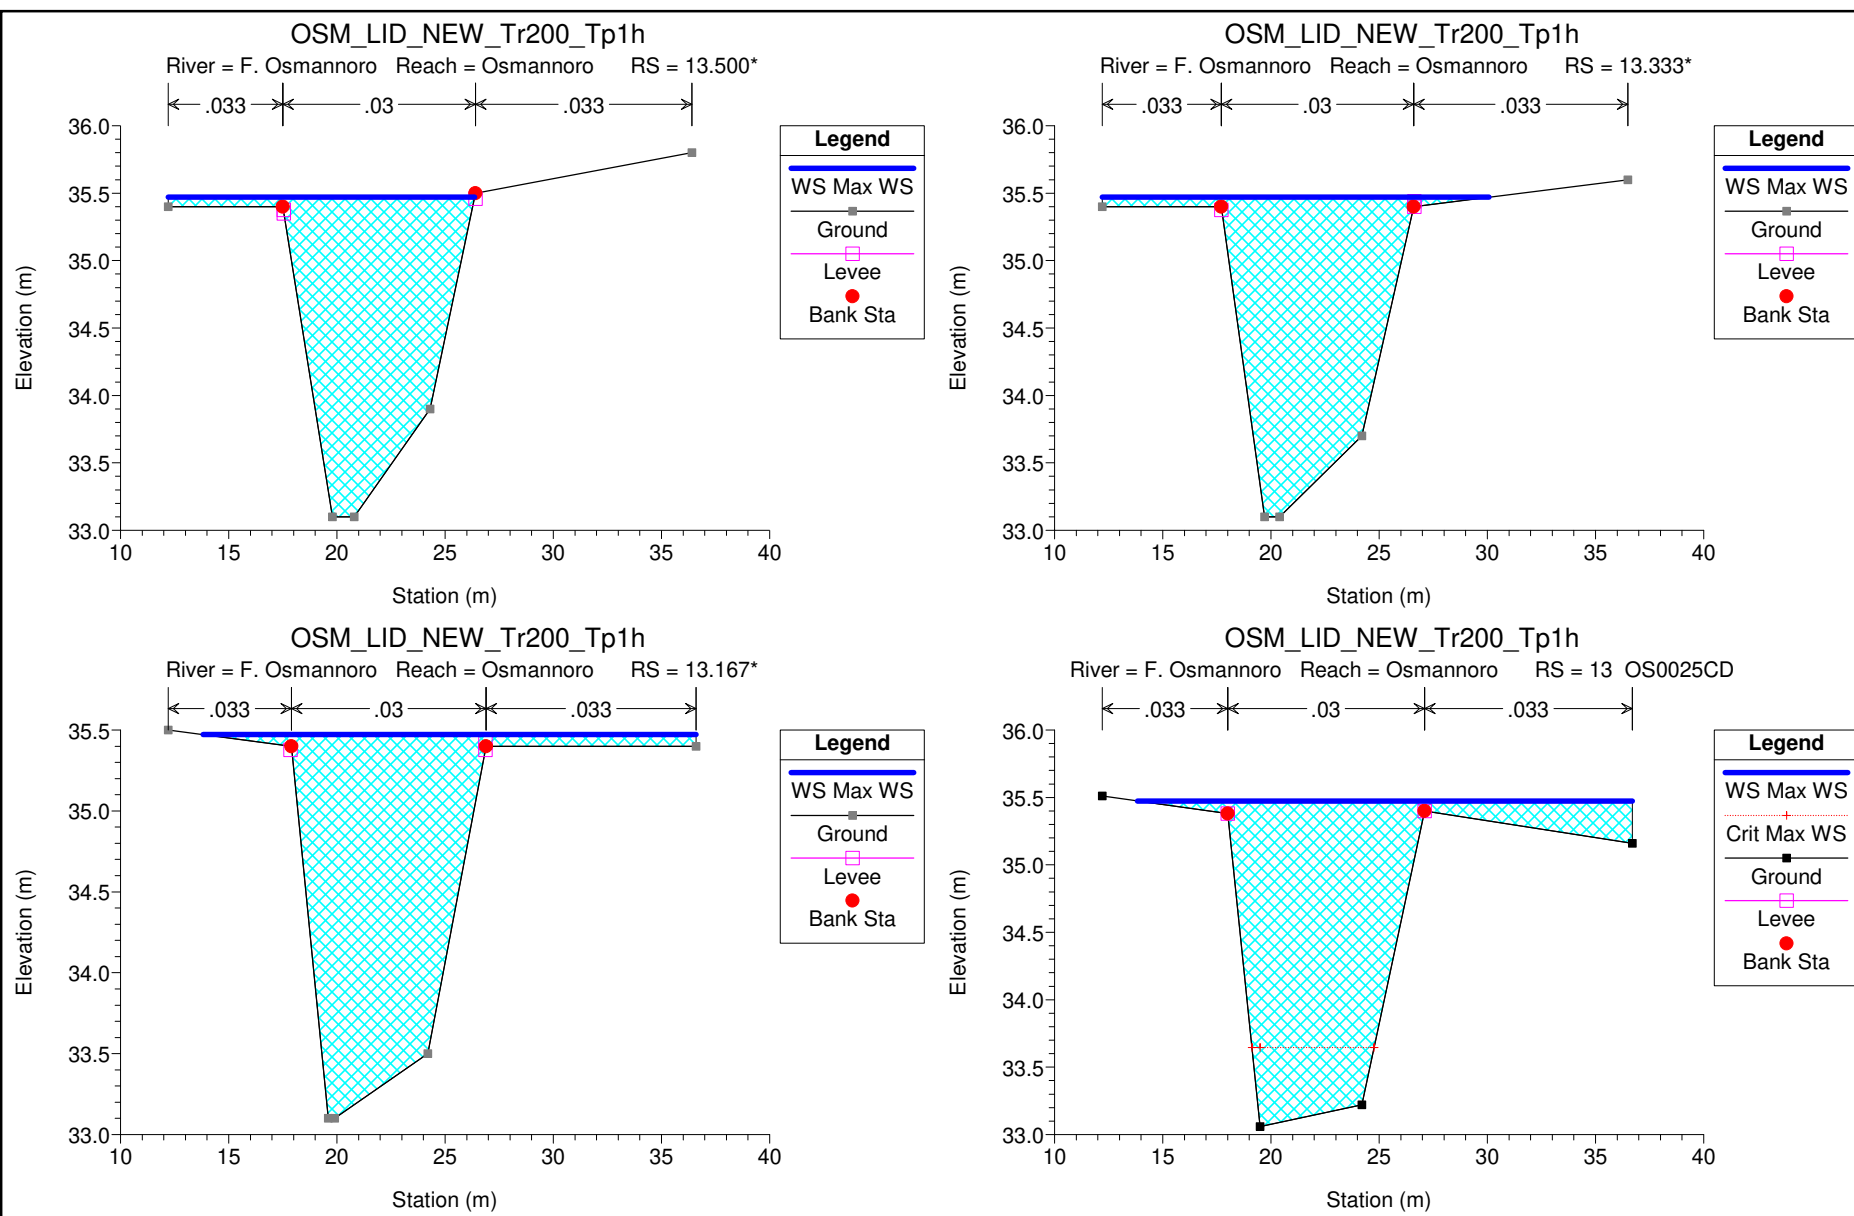 OSM_LID_NEW_Tr200_Tp1h
River = F. Osmannoro Reach = Osmannoro RS = 13.500*
.033 .03 .033
36.0
35.5
35.0
34.5
34.0
33.5
33.0
Elevation (m)
10 15 20 25 30 35 40
Station (m)
Legend
WS Max WS
Ground
Levee
Bank Sta
OSM_LID_NEW_Tr200_Tp1h
River = F. Osmannoro Reach = Osmannoro RS = 13.333*
.033 .03 .033
36.0
35.5
35.0
34.5
34.0
33.5
33.0
Elevation (m)
10 15 20 25 30 35 40
Station (m)
Legend
WS Max WS
Ground
Levee
Bank Sta
OSM_LID_NEW_Tr200_Tp1h
River = F. Osmannoro Reach = Osmannoro RS = 13.167*
.033 .03 .033
35.5
35.0
34.5
34.0
33.5
33.0
Elevation (m)
10 15 20 25 30 35 40
Station (m)
Legend
WS Max WS
Ground
Levee
Bank Sta
OSM_LID_NEW_Tr200_Tp1h
River = F. Osmannoro Reach = Osmannoro RS = 13 OS0025CD
.033 .03 .033
36.0
35.5
35.0
34.5
34.0
33.5
33.0
Elevation (m)
10 15 20 25 30 35 40
Station (m)
Legend
WS Max WS
Crit Max WS
Ground
Levee
Bank Sta